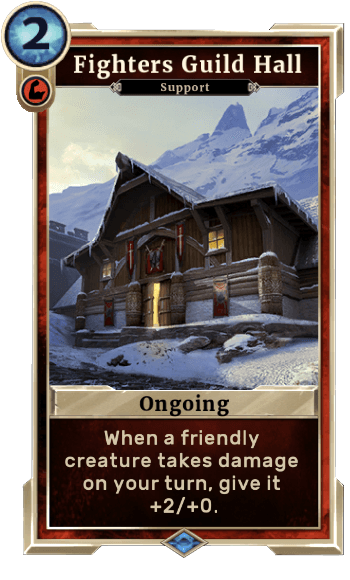 2
Fighters Guild Hall
Support
Ongoing
When a friendly
creature takes damage
on your turn, give it
+2/+0.